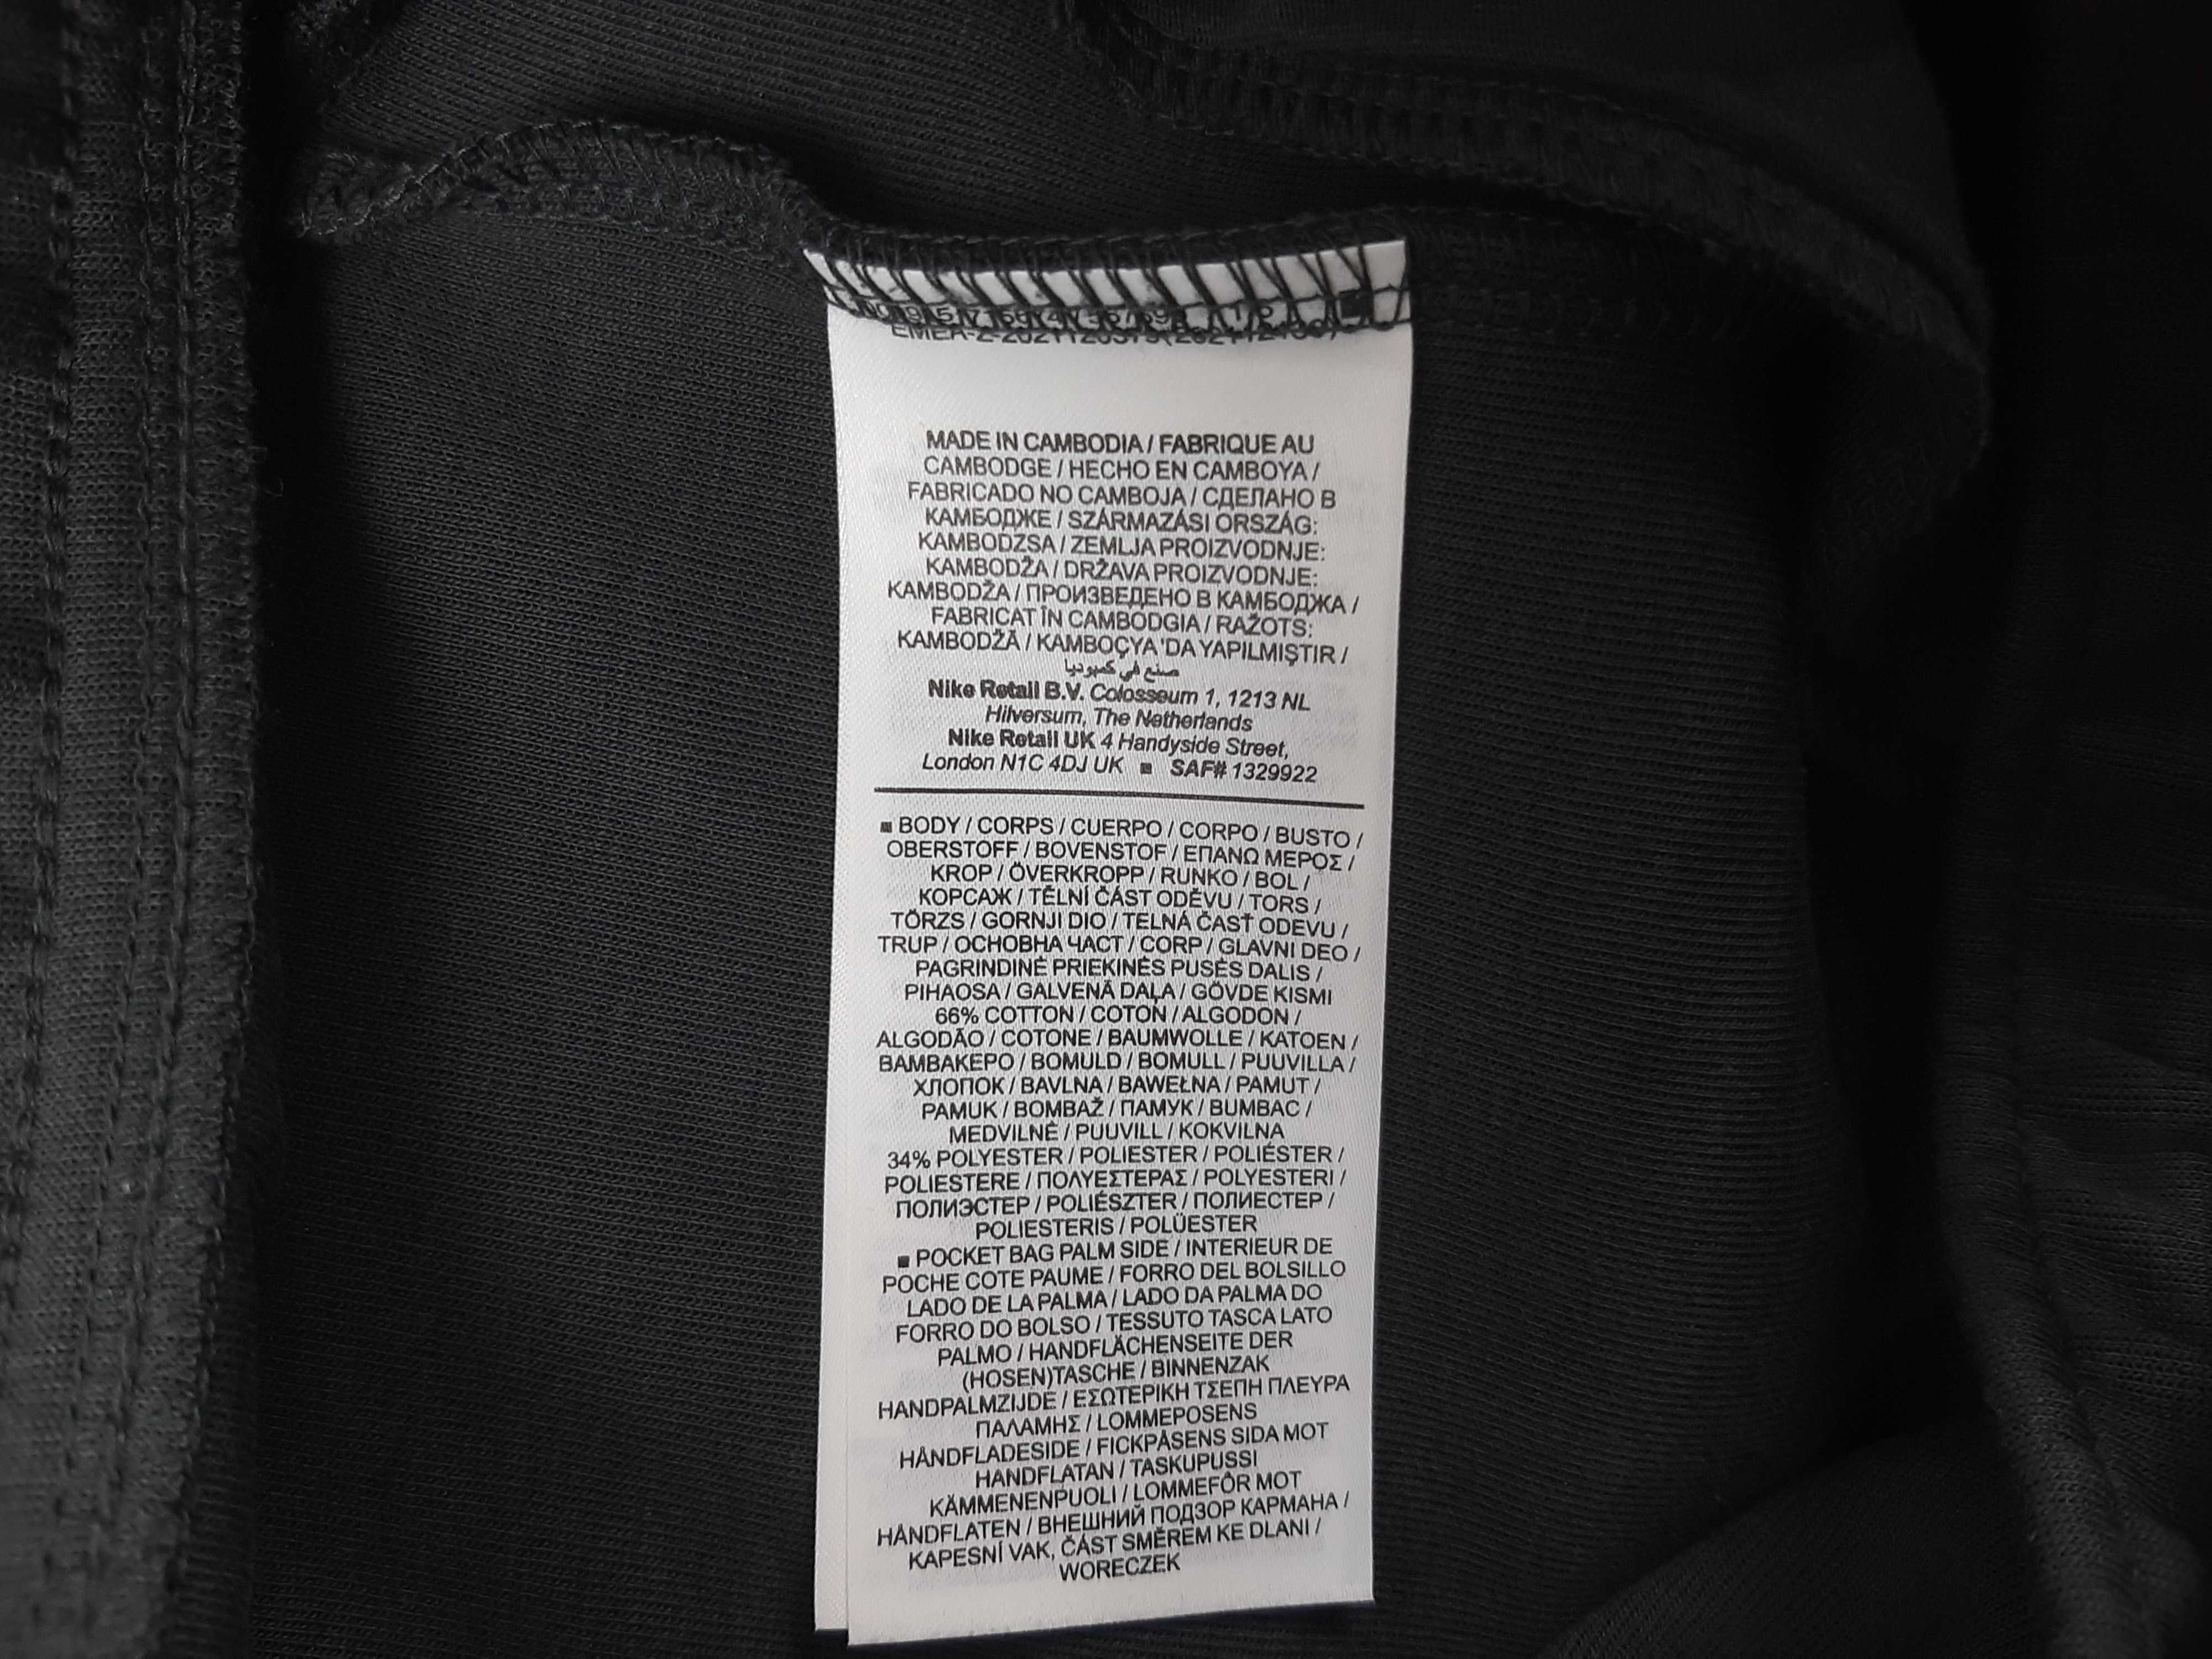 MADE IN CAMBODIA / FABRIQUE AU
CAMBODGE / HECHO EN CAMBOYA /
FABRICADO NO CAMBOJA / СДЕЛАНО В
КАМБОДЖЕ / SZÁRMAZÁSI ORSZÁG:
KAMBODZSA / ZEMLJA PROIZVODNJE:
KAMBODŽA / DRŽAVA PROIZVODNJE:
KAMBODŽA / ПРОИЗВЕДЕНО В КАМБОДЖА /
FABRICAT ÎN CAMBODGIA / RAŽOTS:
KAMBODŽĀ / KAMBOÇYA 'DA YAPILMIŞTIR /
صنع في كمبوديا
Nike Retail B.V. Colosseum 1, 1213 NL
Hilversum, The Netherlands
Nike Retail UK 4 Handyside Street,
London N1C 4DJ UK ■ SAF# 1329922
■ BODY / CORPS / CUERPO / CORPO / BUSTO /
OBERSTOFF / BOVENSTOF / ΕΠΑΝΩ ΜΕΡΟΣ /
KROP / ÖVERKROPP / RUNKO / BOL /
КОРСАЖ / TĚLNÍ ČÁST ODĚVU / TORS /
TÖRZS / GORNJI DIO / TELNÁ ČASŤ ODEVU /
TRUP / ОСНОВНА ЧАСТ / CORP / GLAVNI DEO /
PAGRINDINĖ PRIEKINĖS PUSĖS DALIS /
PIHAOSA / GALVENĀ DAĻA / GÖVDE KISMI
66% COTTON / COTON / ALGODON /
ALGODÃO / COTONE / BAUMWOLLE / KATOEN /
ΒΑΜΒΑΚΕΡΟ / BOMULD / BOMULL / PUUVILLA /
ХЛОПОК / BAVLNA / BAWEŁNA / PAMUT /
PAMUK / BOMBAŽ / ПАМУК / BUMBAC /
MEDVILNĖ / PUUVILL / KOKVILNA
34% POLYESTER / POLIESTER / POLIÉSTER /
POLIESTERE / ΠΟΛΥΕΣΤΕΡΑΣ / POLYESTERI /
ПОЛИЭСТЕР / POLIÉSZTER / ПОЛИЕСТЕР /
POLIESTERIS / POLÜESTER
■ POCKET BAG PALM SIDE / INTERIEUR DE
POCHE COTE PAUME / FORRO DEL BOLSILLO
LADO DE LA PALMA / LADO DA PALMA DO
FORRO DO BOLSO / TESSUTO TASCA LATO
PALMO / HANDFLÄCHENSEITE DER
(HOSEN)TASCHE / BINNENZAK
HANDPALMZIJDE / ΕΣΩΤΕΡΙΚΗ ΤΣΕΠΗ ΠΛΕΥΡΑ
ΠΑΛΑΜΗΣ / LOMMEPOSENS
HÅNDFLADESIDE / FICKPÅSENS SIDA MOT
HANDFLATAN / TASKUPUSSI
KÄMMENENPUOLI / LOMMEFÔR MOT
HÅNDFLATEN / ВНЕШНИЙ ПОДЗОР КАРМАНА /
KAPESNÍ VAK, ČÁST SMĚREM KE DLANI /
WORECZEK